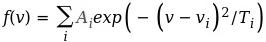 f(v) = ∑_i A_i exp( − (v − v_i)²/T_i )